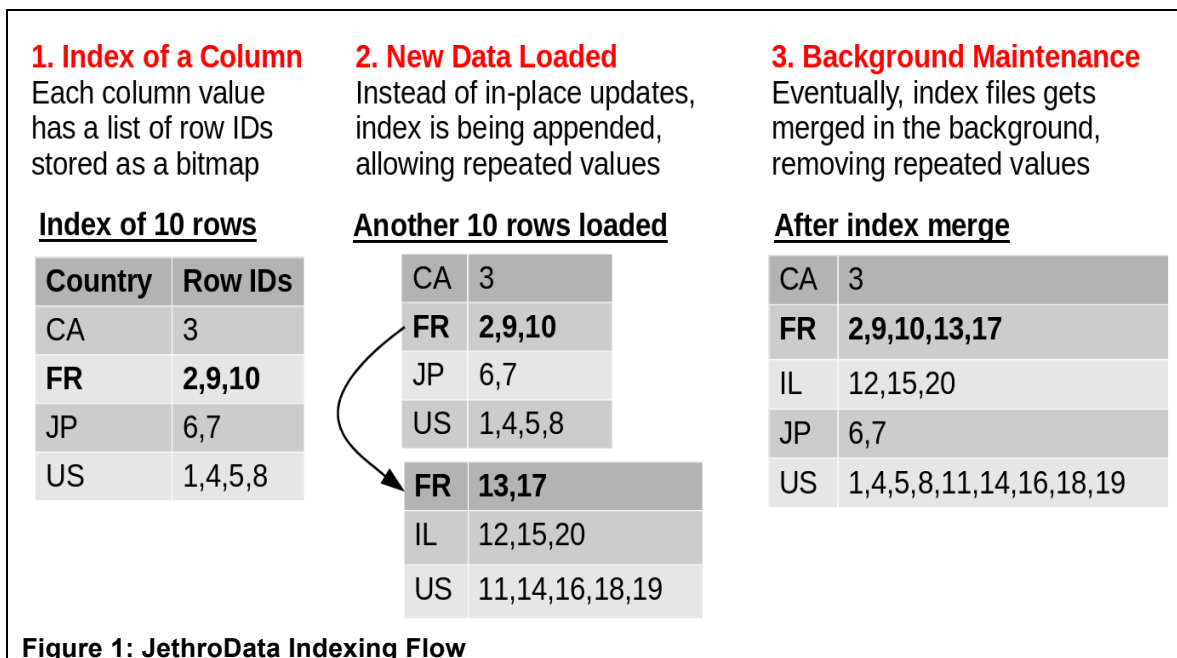 1. Index of a Column
Each column value
has a list of row IDs
stored as a bitmap
Index of 10 rows
Country Row IDs
CA 3
FR 2,9,10
JP 6,7
US 1,4,5,8
2. New Data Loaded
Instead of in-place updates,
index is being appended,
allowing repeated values
Another 10 rows loaded
CA 3
FR 2,9,10
JP 6,7
US 1,4,5,8
FR 13,17
IL 12,15,20
US 11,14,16,18,19
3. Background Maintenance
Eventually, index files gets
merged in the background,
removing repeated values
After index merge
CA 3
FR 2,9,10,13,17
IL 12,15,20
JP 6,7
US 1,4,5,8,11,14,16,18,19
Figure 1: JethroData Indexing Flow